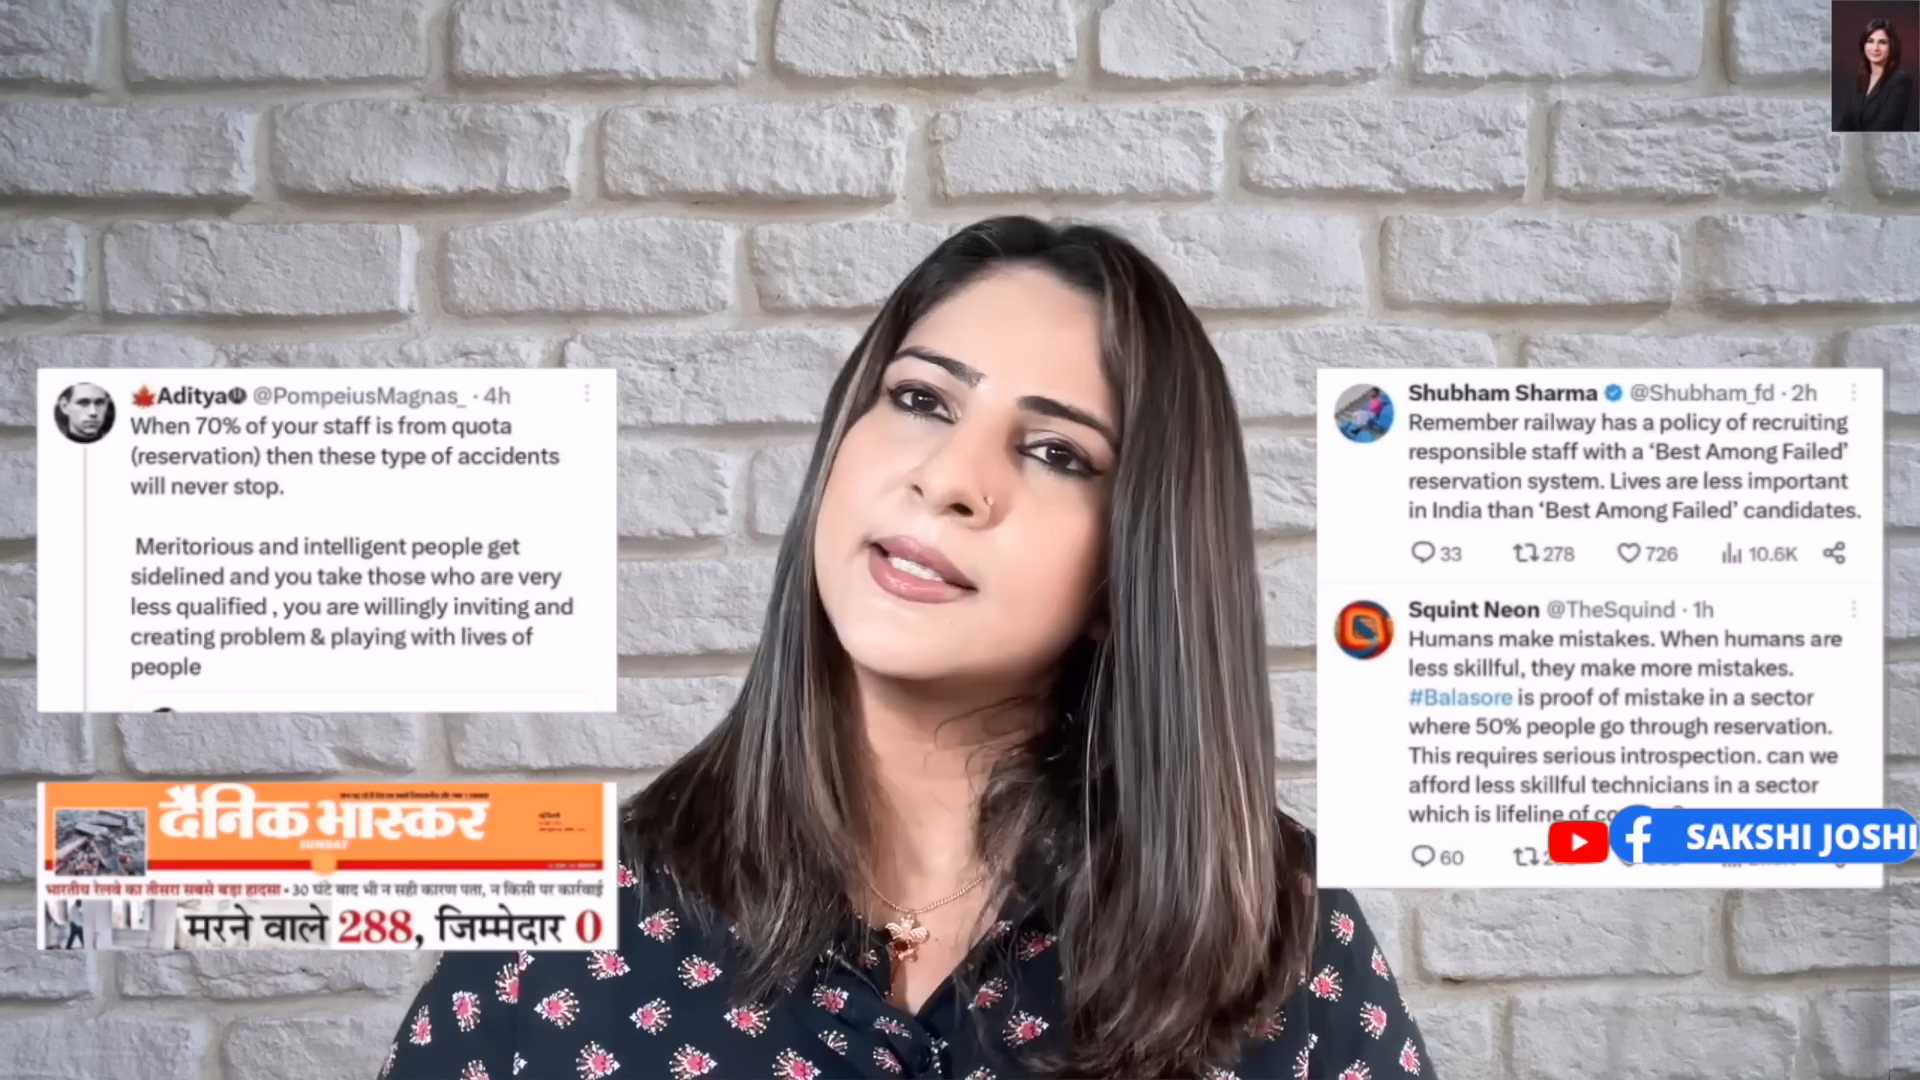 Aditya @PompeiusMagnas_ · 4h
When 70% of your staff is from quota
(reservation) then these type of accidents
will never stop.
Meritorious and intelligent people get
sidelined and you take those who are very
less qualified , you are willingly inviting and
creating problem & playing with lives of
people
दैनिक भास्कर
SUNDAY
भारतीय रेलवे का तीसरा सबसे बड़ा हादसा • 30 घंटे बाद भी न सही कारण पता, न किसी पर कार्रवाई
मरने वाले 288, जिम्मेदार 0
Shubham Sharma @Shubham_fd · 2h
Remember railway has a policy of recruiting
responsible staff with a ‘Best Among Failed’
reservation system. Lives are less important
in India than ‘Best Among Failed’ candidates.
33 278 726 10.6K
Squint Neon @TheSquind · 1h
Humans make mistakes. When humans are
less skillful, they make more mistakes.
#Balasore is proof of mistake in a sector
where 50% people go through reservation.
This requires serious introspection. can we
afford less skillful technicians in a sector
which is lifeline of
60
SAKSHI JOSHI